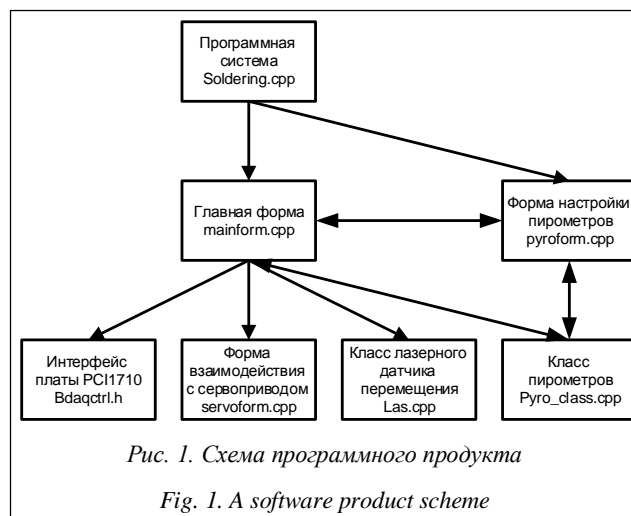 Программная
система
Soldering.cpp
Главная форма
mainform.cpp
Форма настройки
пирометров
pyroform.cpp
Интерфейс
платы PCI1710
Bdaqctrl.h
Форма
взаимодействия
с сервоприводом
servoform.cpp
Класс лазерного
датчика
перемещения
Las.cpp
Класс
пирометров
Pyro_class.cpp
Рис. 1. Схема программного продукта
Fig. 1. A software product scheme